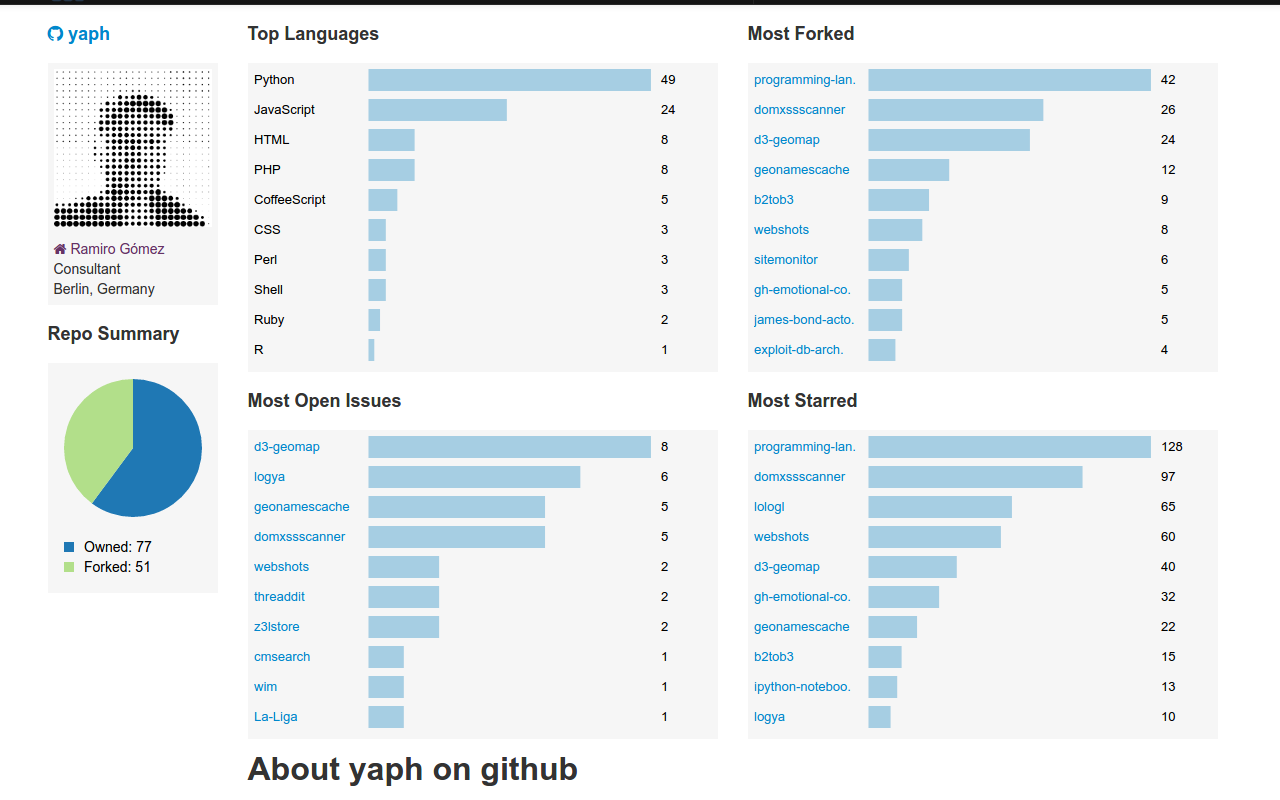 yaph
Ramiro Gómez
Consultant
Berlin, Germany
Repo Summary
Owned: 77
Forked: 51
Top Languages
Python 49
JavaScript 24
HTML 8
PHP 8
CoffeeScript 5
CSS 3
Perl 3
Shell 3
Ruby 2
R 1
Most Forked
programming-lan. 42
domxssscanner 26
d3-geomap 24
geonamescache 12
b2tob3 9
webshots 8
sitemonitor 6
gh-emotional-co. 5
james-bond-acto. 5
exploit-db-arch. 4
Most Open Issues
d3-geomap 8
logya 6
geonamescache 5
domxssscanner 5
webshots 2
threaddit 2
z3lstore 2
cmsearch 1
wim 1
La-Liga 1
Most Starred
programming-lan. 128
domxssscanner 97
lologl 65
webshots 60
d3-geomap 40
gh-emotional-co. 32
geonamescache 22
b2tob3 15
ipython-noteboo. 13
logya 10
About yaph on github